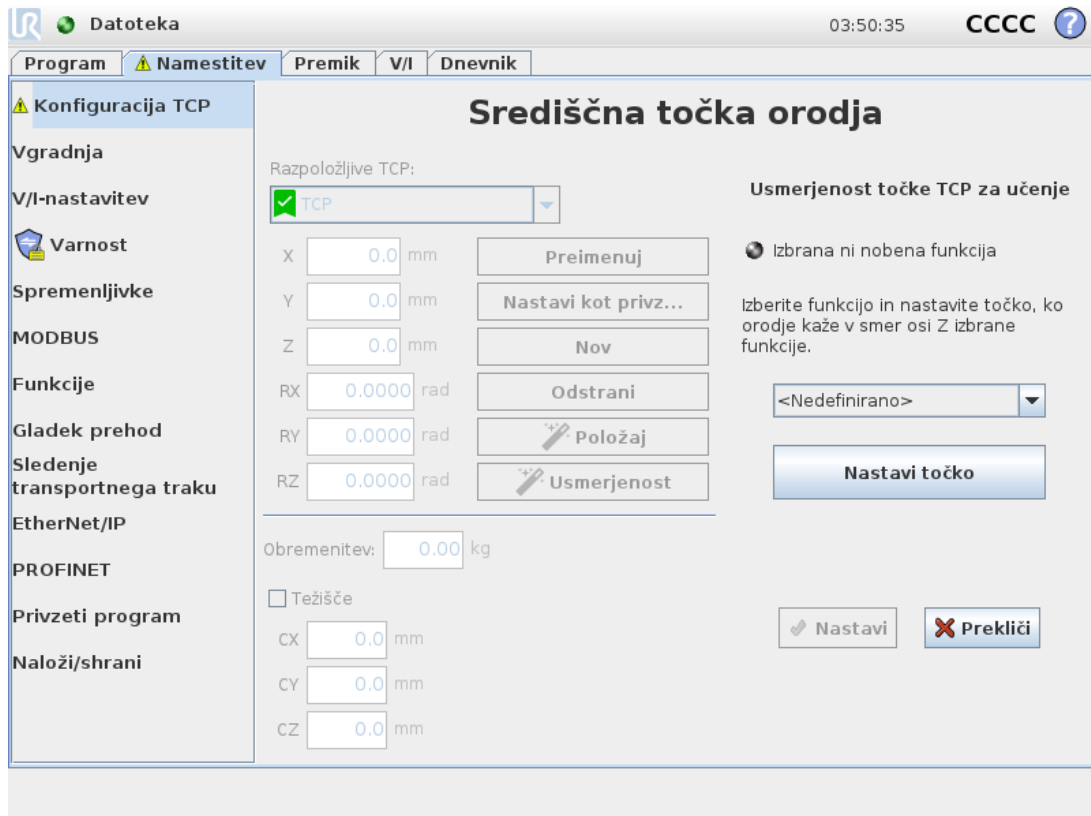 UR Datoteka 03:50:35 CCCC ?
Program Namestitev Premik V/I Dnevnik
Konfiguracija TCP
Vgradnja
V/I-nastavitev
Varnost
Spremenljivke
MODBUS
Funkcije
Gladek prehod
Sledenje
transportnega traku
EtherNet/IP
PROFINET
Privzeti program
Naloži/shrani
Središčna točka orodja
Razpoložljive TCP:
TCP
X 0.0 mm Preimenuj
Y 0.0 mm Nastavi kot privz...
Z 0.0 mm Nov
RX 0.0000 rad Odstrani
RY 0.0000 rad Položaj
RZ 0.0000 rad Usmerjenost
Obremenitev: 0.00 kg
Težišče
CX 0.0 mm
CY 0.0 mm
CZ 0.0 mm
Usmerjenost točke TCP za učenje
Izbrana ni nobena funkcija
Izberite funkcijo in nastavite točko, ko
orodje kaže v smer osi Z izbrane
funkcije.
<Nedefinirano>
Nastavi točko
Nastavi Prekliči